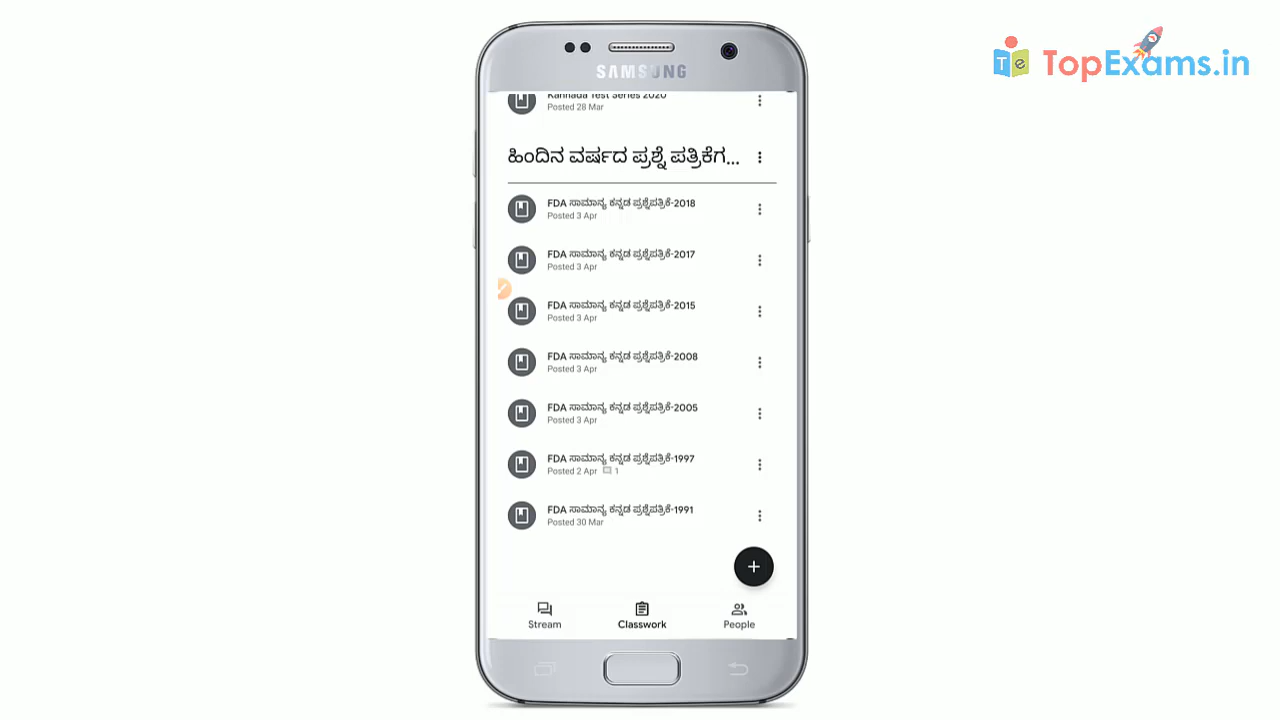 SAMSUNG
Te TopExams.in
Kannada Test Series 2020
Posted 28 Mar
ಹಿಂದಿನ ವರ್ಷದ ಪ್ರಶ್ನೆ ಪತ್ರಿಕೆಗ...
FDA ಸಾಮಾನ್ಯ ಕನ್ನಡ ಪ್ರಶ್ನೆಪತ್ರಿಕೆ-2018
Posted 3 Apr
FDA ಸಾಮಾನ್ಯ ಕನ್ನಡ ಪ್ರಶ್ನೆಪತ್ರಿಕೆ-2017
Posted 3 Apr
FDA ಸಾಮಾನ್ಯ ಕನ್ನಡ ಪ್ರಶ್ನೆಪತ್ರಿಕೆ-2015
Posted 3 Apr
FDA ಸಾಮಾನ್ಯ ಕನ್ನಡ ಪ್ರಶ್ನೆಪತ್ರಿಕೆ-2008
Posted 3 Apr
FDA ಸಾಮಾನ್ಯ ಕನ್ನಡ ಪ್ರಶ್ನೆಪತ್ರಿಕೆ-2005
Posted 3 Apr
FDA ಸಾಮಾನ್ಯ ಕನ್ನಡ ಪ್ರಶ್ನೆಪತ್ರಿಕೆ-1997
Posted 2 Apr 1
FDA ಸಾಮಾನ್ಯ ಕನ್ನಡ ಪ್ರಶ್ನೆಪತ್ರಿಕೆ-1991
Posted 30 Mar
Stream Classwork People